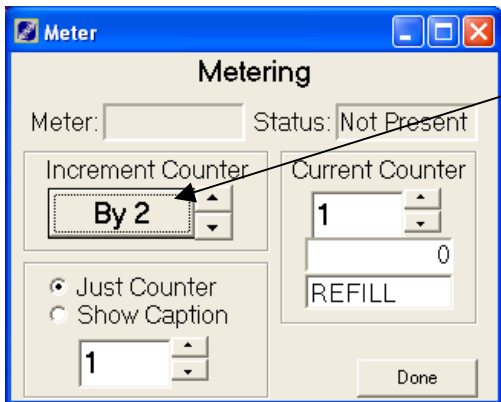 Meter
Metering
Meter: Status: Not Present
Increment Counter
By 2
Current Counter
1
0
REFILL
Just Counter
Show Caption
1
Done